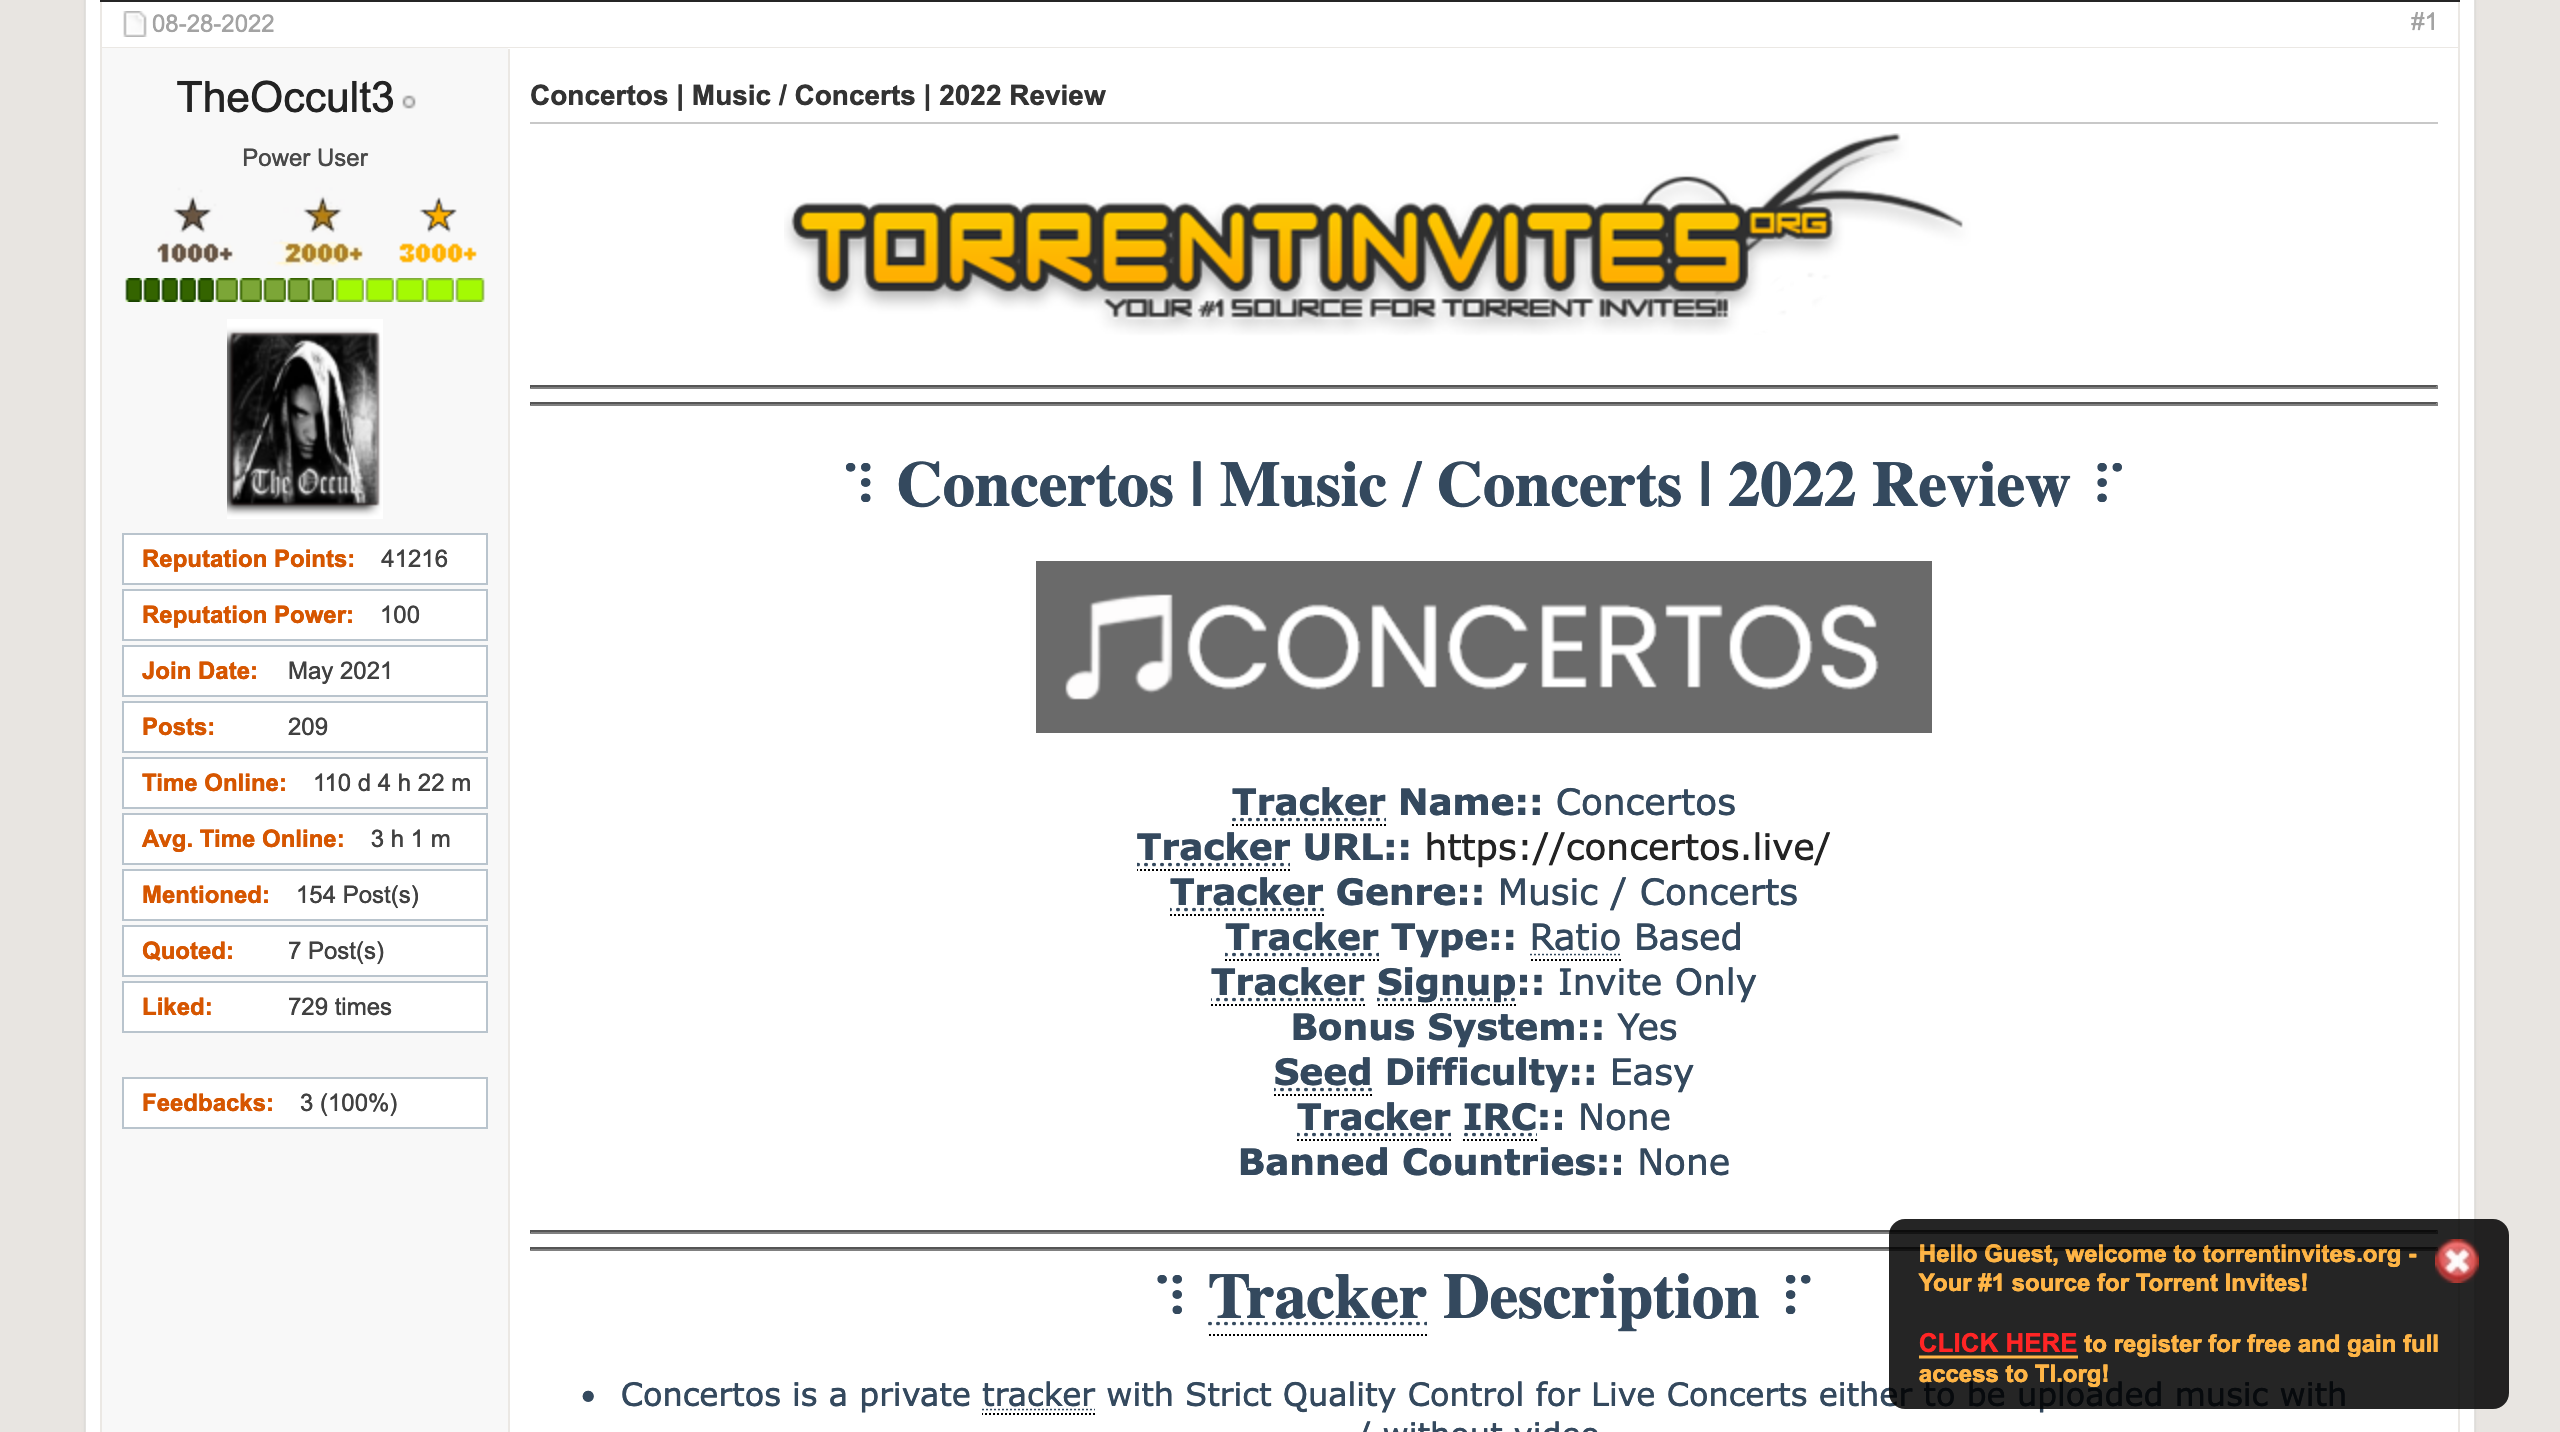 08-28-2022
#1
TheOccult3
Power User
1000+ 2000+ 3000+
The Occul
Reputation Points: 41216
Reputation Power: 100
Join Date: May 2021
Posts: 209
Time Online: 110 d 4 h 22 m
Avg. Time Online: 3 h 1 m
Mentioned: 154 Post(s)
Quoted: 7 Post(s)
Liked: 729 times
Feedbacks: 3 (100%)
Concertos | Music / Concerts | 2022 Review
TORRENTINVITES ORG
YOUR #1 SOURCE FOR TORRENT INVITES!!
Concertos | Music / Concerts | 2022 Review
CONCERTOS
Tracker Name:: Concertos
Tracker URL:: https://concertos.live/
Tracker Genre:: Music / Concerts
Tracker Type:: Ratio Based
Tracker Signup:: Invite Only
Bonus System:: Yes
Seed Difficulty:: Easy
Tracker IRC:: None
Banned Countries:: None
Tracker Description
• Concertos is a private tracker with Strict Quality Control for Live Concerts either to be uploaded music with
/ without video
Hello Guest, welcome to torrentinvites.org -
Your #1 source for Torrent Invites!
CLICK HERE to register for free and gain full
access to TI.org!